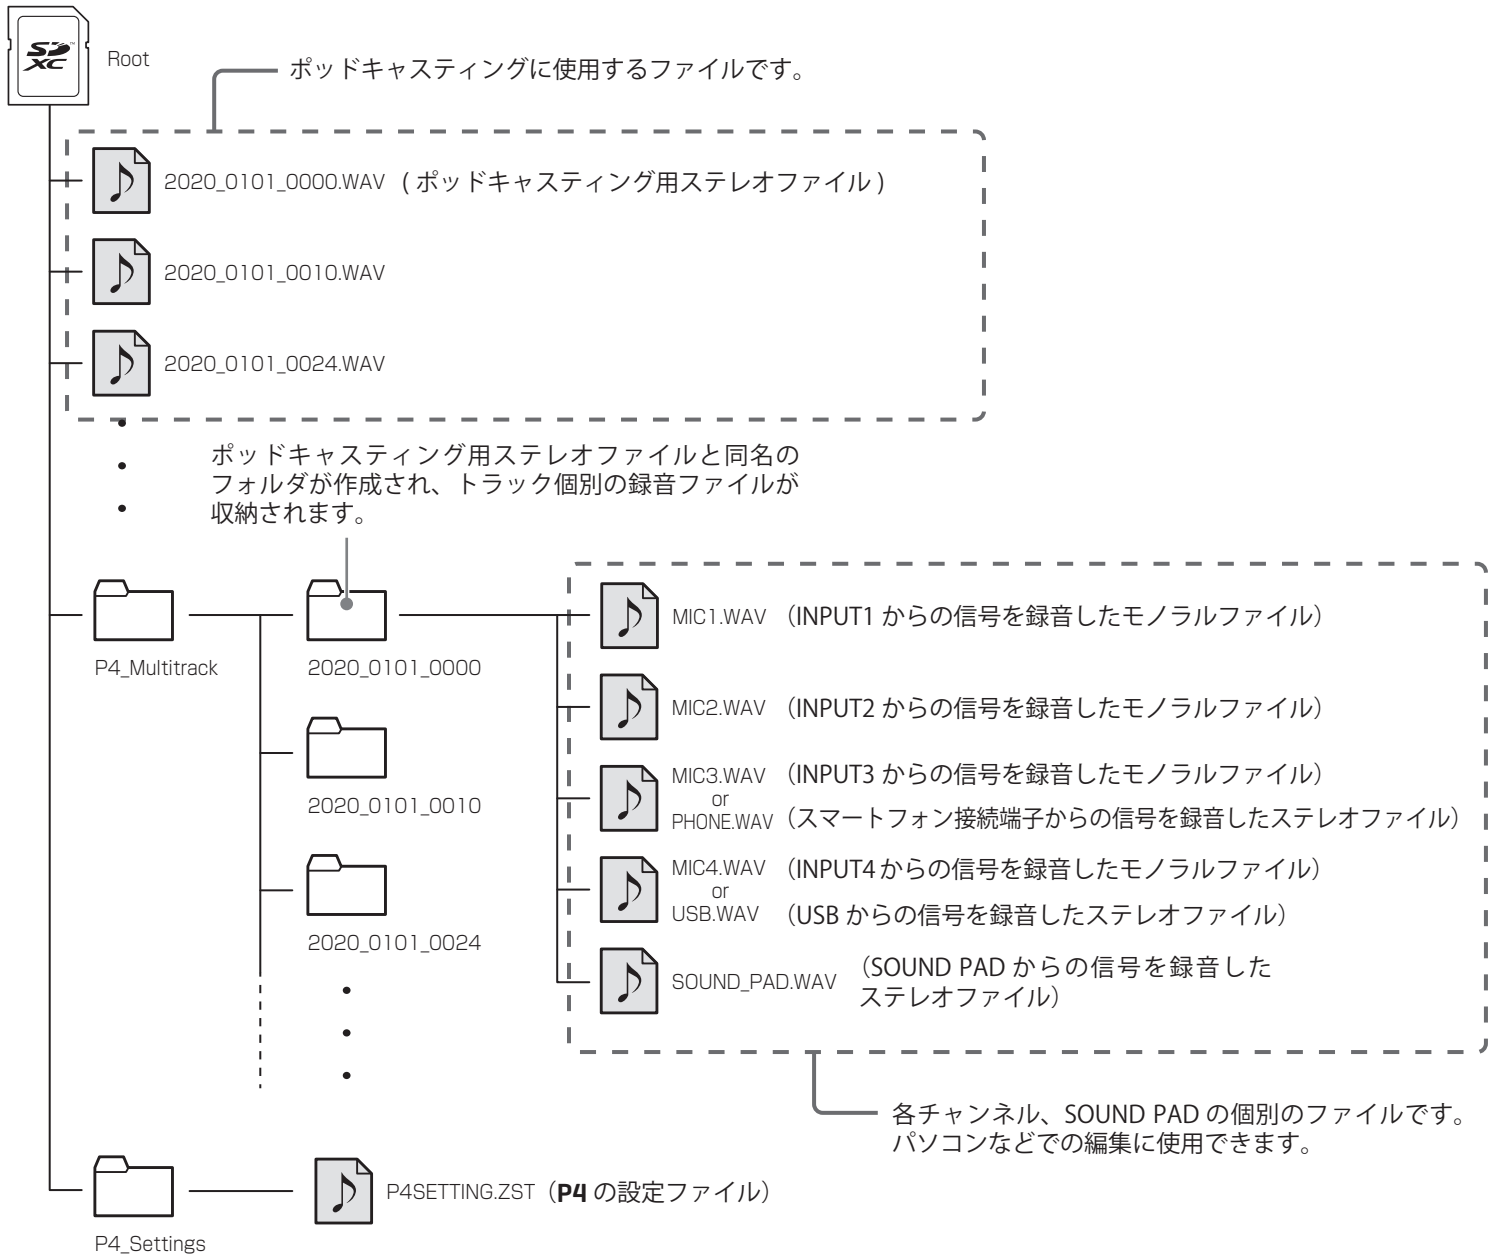 SDXC™
Root
ポッドキャスティングに使用するファイルです。
2020_0101_0000.WAV ( ポッドキャスティング用ステレオファイル )
2020_0101_0010.WAV
2020_0101_0024.WAV
ポッドキャスティング用ステレオファイルと同名の
フォルダが作成され、トラック個別の録音ファイルが
収納されます。
P4_Multitrack
2020_0101_0000
2020_0101_0010
2020_0101_0024
MIC1.WAV （INPUT1 からの信号を録音したモノラルファイル）
MIC2.WAV （INPUT2 からの信号を録音したモノラルファイル）
MIC3.WAV （INPUT3 からの信号を録音したモノラルファイル）
or
PHONE.WAV （スマートフォン接続端子からの信号を録音したステレオファイル）
MIC4.WAV （INPUT4 からの信号を録音したモノラルファイル）
or
USB.WAV （USB からの信号を録音したステレオファイル）
SOUND_PAD.WAV （SOUND PAD からの信号を録音した
ステレオファイル）
各チャンネル、SOUND PAD の個別のファイルです。
パソコンなどでの編集に使用できます。
P4SETTING.ZST （P4 の設定ファイル）
P4_Settings